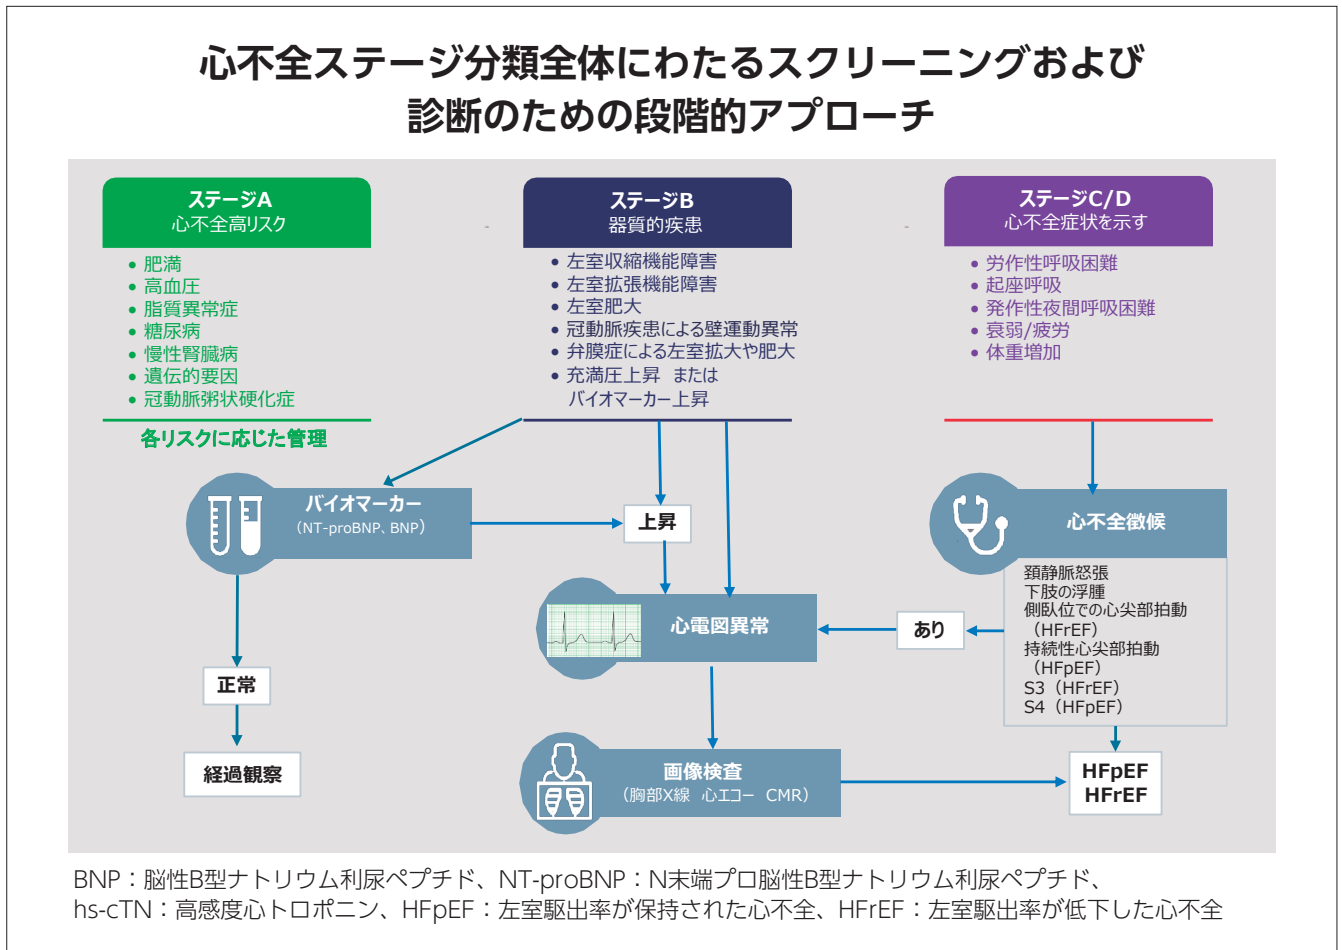 心不全ステージ分類全体にわたるスクリーニングおよび
診断のための段階的アプローチ
ステージA
心不全高リスク
• 肥満
• 高血圧
• 脂質異常症
• 糖尿病
• 慢性腎臓病
• 遺伝的要因
• 冠動脈粥状硬化症
各リスクに応じた管理
ステージB
器質的疾患
• 左室収縮機能障害
• 左室拡張機能障害
• 左室肥大
• 冠動脈疾患による壁運動異常
• 弁膜症による左室拡大や肥大
• 充満圧上昇 または
バイオマーカー上昇
ステージC/D
心不全症状を示す
• 労作性呼吸困難
• 起座呼吸
• 発作性夜間呼吸困難
• 衰弱/疲労
• 体重増加
バイオマーカー
（NT-proBNP、BNP）
上昇
心不全徴候
頚静脈怒張
下肢の浮腫
側臥位での心尖部拍動
（HFrEF）
持続性心尖部拍動
（HFpEF）
S3（HFrEF）
S4（HFpEF）
心電図異常
あり
正常
経過観察
画像検査
（胸部X線 心エコー CMR）
HFpEF
HFrEF
BNP：脳性B型ナトリウム利尿ペプチド、NT-proBNP：N末端プロ脳性B型ナトリウム利尿ペプチド、
hs-cTN：高感度心トロポニン、HFpEF：左室駆出率が保持された心不全、HFrEF：左室駆出率が低下した心不全